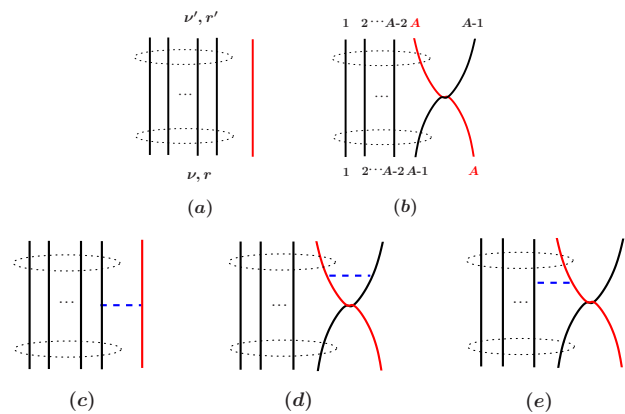 ν′, r′
1 2···A-2 A A-1
...
...
ν, r
1 2···A-2 A-1 A
(a) (b)
...
...
...
(c) (d) (e)